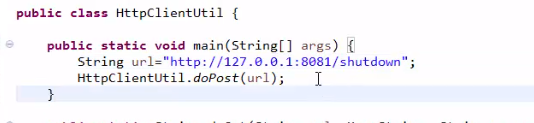 public class HttpClientUtil {
public static void main(String[] args) {
String url="http://127.0.0.1:8081/shutdown";
HttpClientUtil.doPost(url);
}